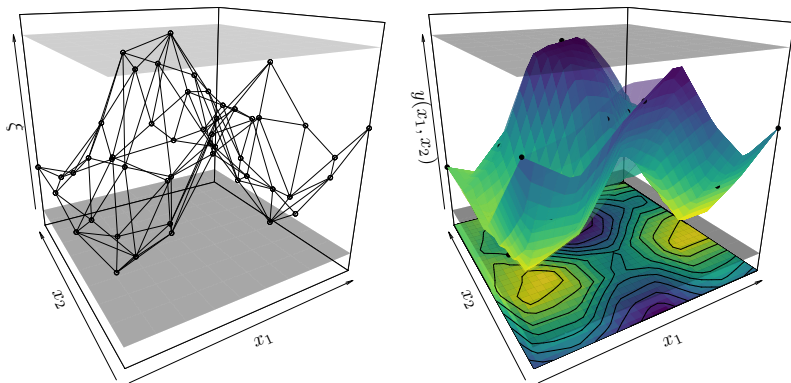 ξ
x₂
x₁
y(x₁, x₂)
x₂
x₁